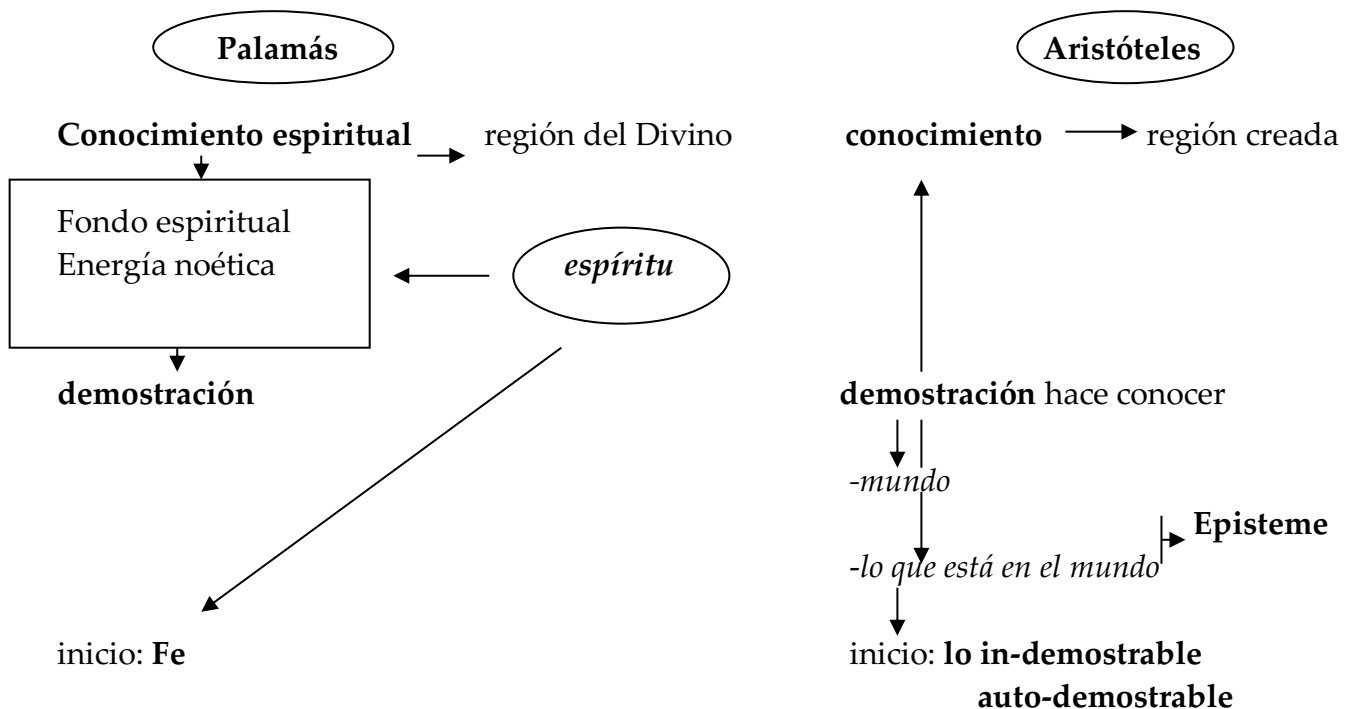 Palamás
Aristóteles
Conocimiento espiritual
región del Divino
conocimiento
región creada
Fondo espiritual
Energía noética
espíritu
demostración
demostración hace conocer
-mundo
Episteme
-lo que está en el mundo
inicio: Fe
inicio: lo in-demostrable
auto-demostrable